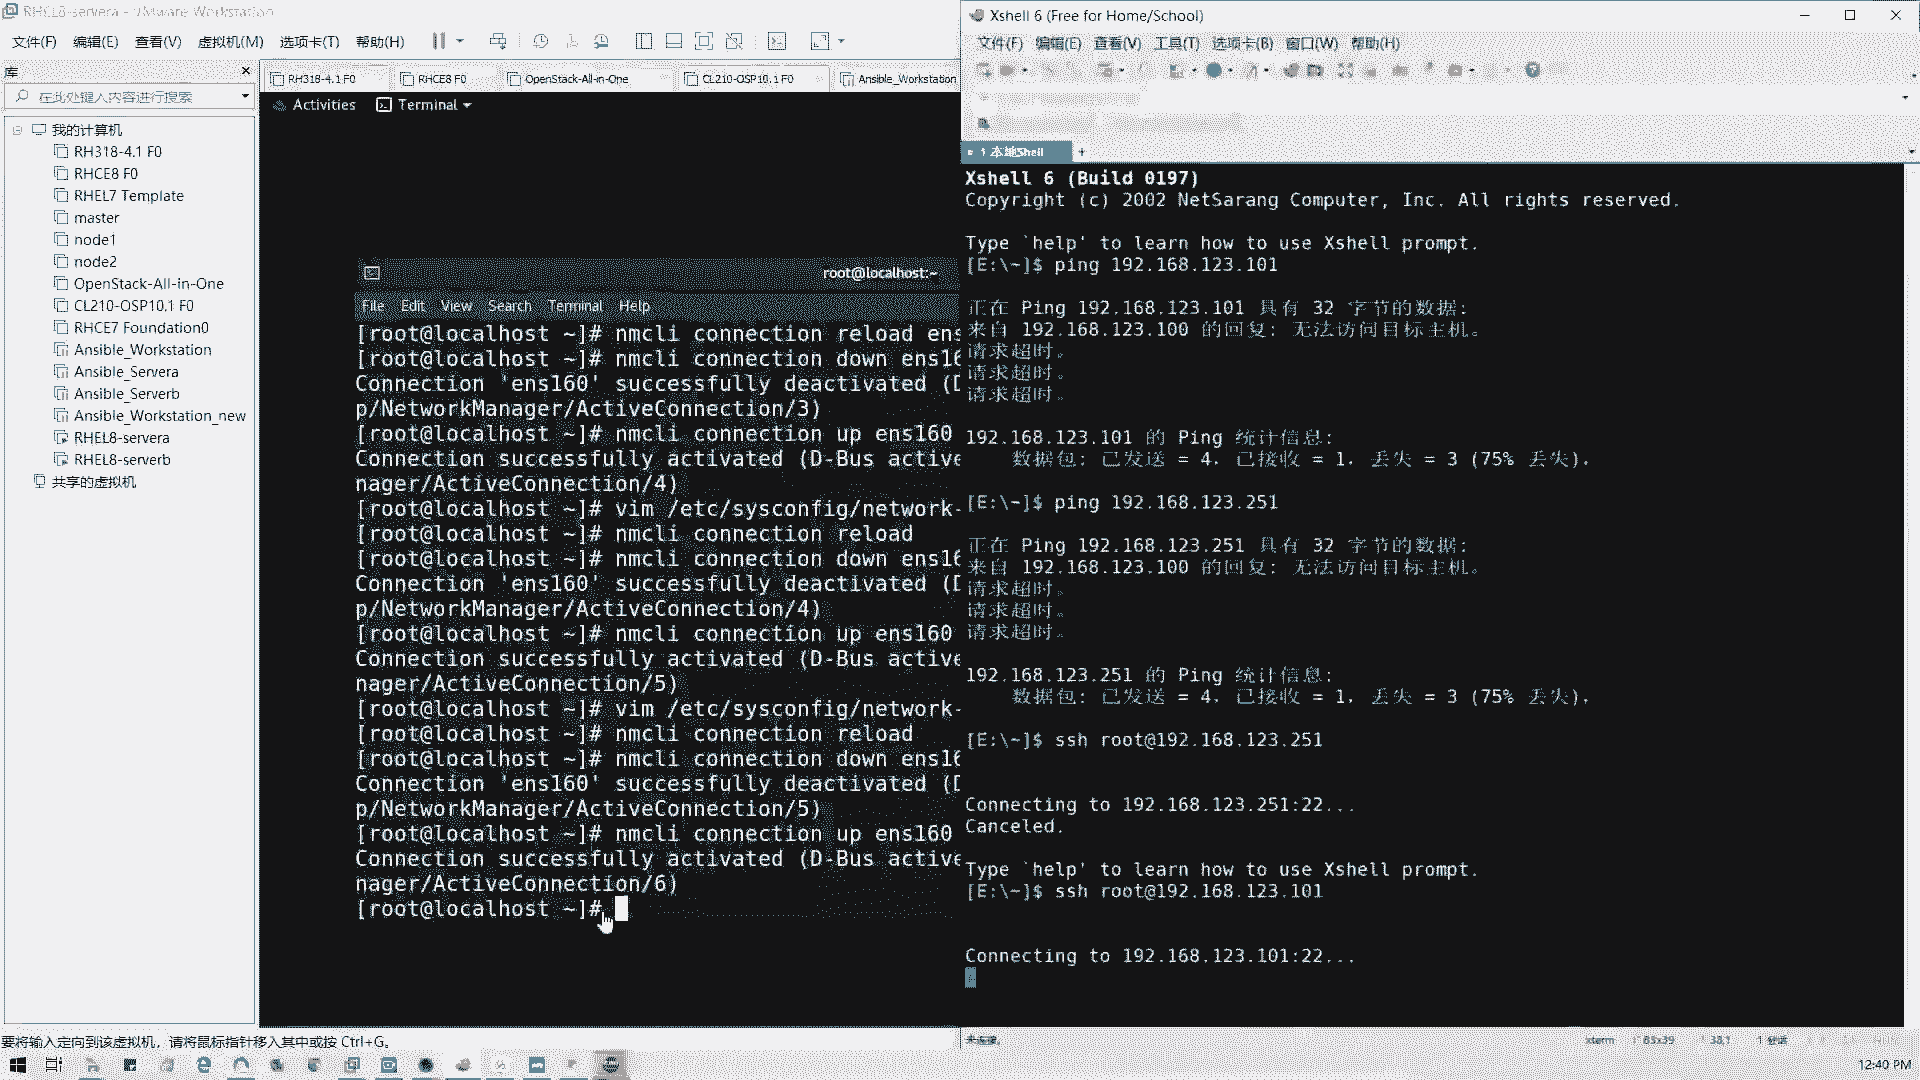 RHEL8-servera - VMware Workstation
文件(F) 编辑(E) 查看(V) 虚拟机(M) 选项卡(T) 帮助(H)
库
在此处键入内容进行搜索
我的计算机
RH318-4.1 F0
RHCE8 F0
RHEL7 Template
master
node1
node2
OpenStack-All-in-One
CL210-OSP10.1 F0
RHCE7 Foundation0
Ansible_Workstation
Ansible_Servera
Ansible_Serverb
Ansible_Workstation_new
RHEL8-servera
RHEL8-serverb
共享的虚拟机
RH318-4.1 F0 RHCE8 F0 OpenStack-All-in-One CL210-OSP10.1 F0 Ansible_Workstation
Activities Terminal
root@localhost:~
File Edit View Search Terminal Help
[root@localhost ~]# nmcli connection reload ens
[root@localhost ~]# nmcli connection down ens16
Connection 'ens160' successfully deactivated (D
p/NetworkManager/ActiveConnection/3)
[root@localhost ~]# nmcli connection up ens160
Connection successfully activated (D-Bus active
nager/ActiveConnection/4)
[root@localhost ~]# vim /etc/sysconfig/network-
[root@localhost ~]# nmcli connection reload
[root@localhost ~]# nmcli connection down ens16
Connection 'ens160' successfully deactivated (D
p/NetworkManager/ActiveConnection/4)
[root@localhost ~]# nmcli connection up ens160
Connection successfully activated (D-Bus active
nager/ActiveConnection/5)
[root@localhost ~]# vim /etc/sysconfig/network-
[root@localhost ~]# nmcli connection reload
[root@localhost ~]# nmcli connection down ens16
Connection 'ens160' successfully deactivated (D
p/NetworkManager/ActiveConnection/5)
[root@localhost ~]# nmcli connection up ens160
Connection successfully activated (D-Bus active
nager/ActiveConnection/6)
[root@localhost ~]#
要将输入定向到该虚拟机，请将鼠标指针移入其中或按 Ctrl+G。
Xshell 6 (Free for Home/School)
文件(F) 编辑(E) 查看(V) 工具(T) 选项卡(B) 窗口(W) 帮助(H)
1 本地Shell +
Xshell 6 (Build 0197)
Copyright (c) 2002 NetSarang Computer, Inc. All rights reserved.
Type `help' to learn how to use Xshell prompt.
[E:\~]$ ping 192.168.123.101
正在 Ping 192.168.123.101 具有 32 字节的数据:
来自 192.168.123.100 的回复: 无法访问目标主机。
请求超时。
请求超时。
请求超时。
192.168.123.101 的 Ping 统计信息:
数据包: 已发送 = 4，已接收 = 1，丢失 = 3 (75% 丢失)，
[E:\~]$ ping 192.168.123.251
正在 Ping 192.168.123.251 具有 32 字节的数据:
来自 192.168.123.100 的回复: 无法访问目标主机。
请求超时。
请求超时。
请求超时。
192.168.123.251 的 Ping 统计信息:
数据包: 已发送 = 4，已接收 = 1，丢失 = 3 (75% 丢失)，
[E:\~]$ ssh root@192.168.123.251
Connecting to 192.168.123.251:22...
Canceled.
Type `help' to learn how to use Xshell prompt.
[E:\~]$ ssh root@192.168.123.101
Connecting to 192.168.123.101:22...
未连接。 xterm 83x39 38,1 1 会话
12:40 PM